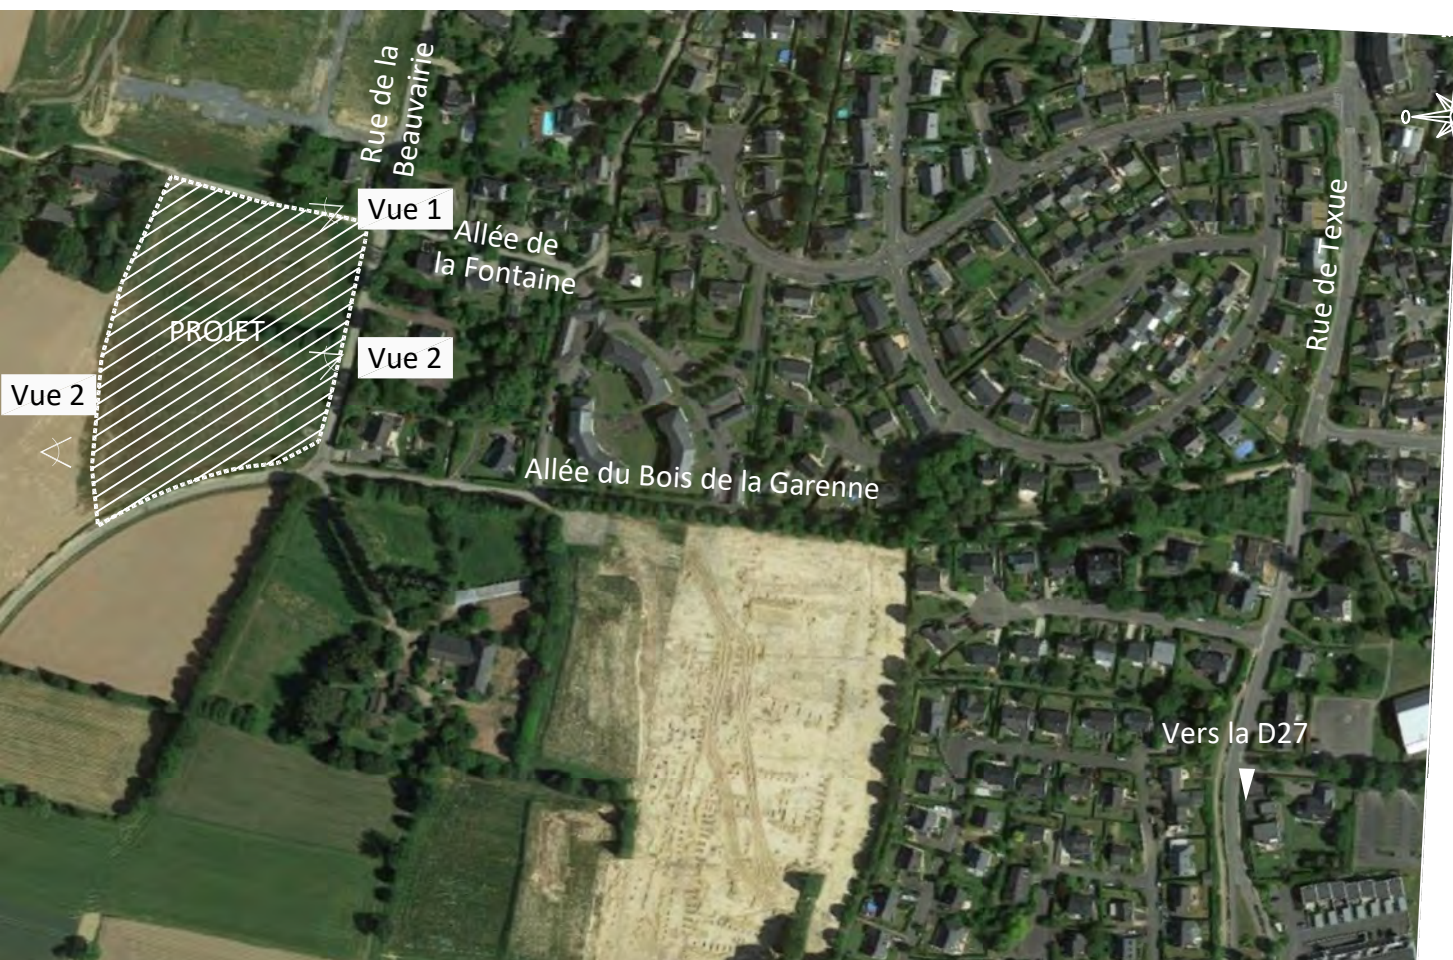 Rue de la
Beauvairie
Vue 1
Allée de
la Fontaine
Rue de Texue
PROJET
Vue 2
Vue 2
Allée du Bois de la Garenne
Vers la D27